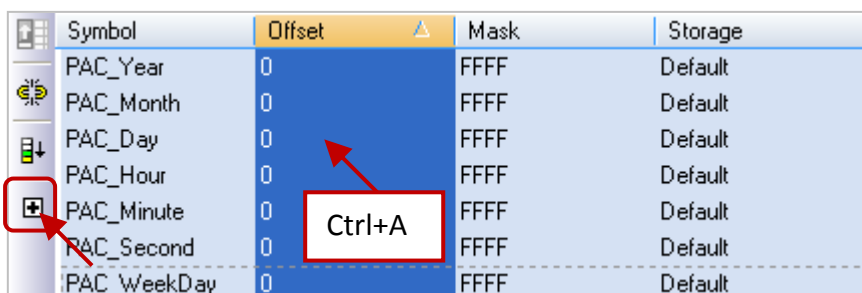 Symbol Offset Mask Storage
PAC_Year 0 FFFF Default
PAC_Month 0 FFFF Default
PAC_Day 0 FFFF Default
PAC_Hour 0 FFFF Default
PAC_Minute 0 FFFF Default
PAC_Second 0 FFFF Default
PAC_WeekDay 0 FFFF Default
Ctrl+A